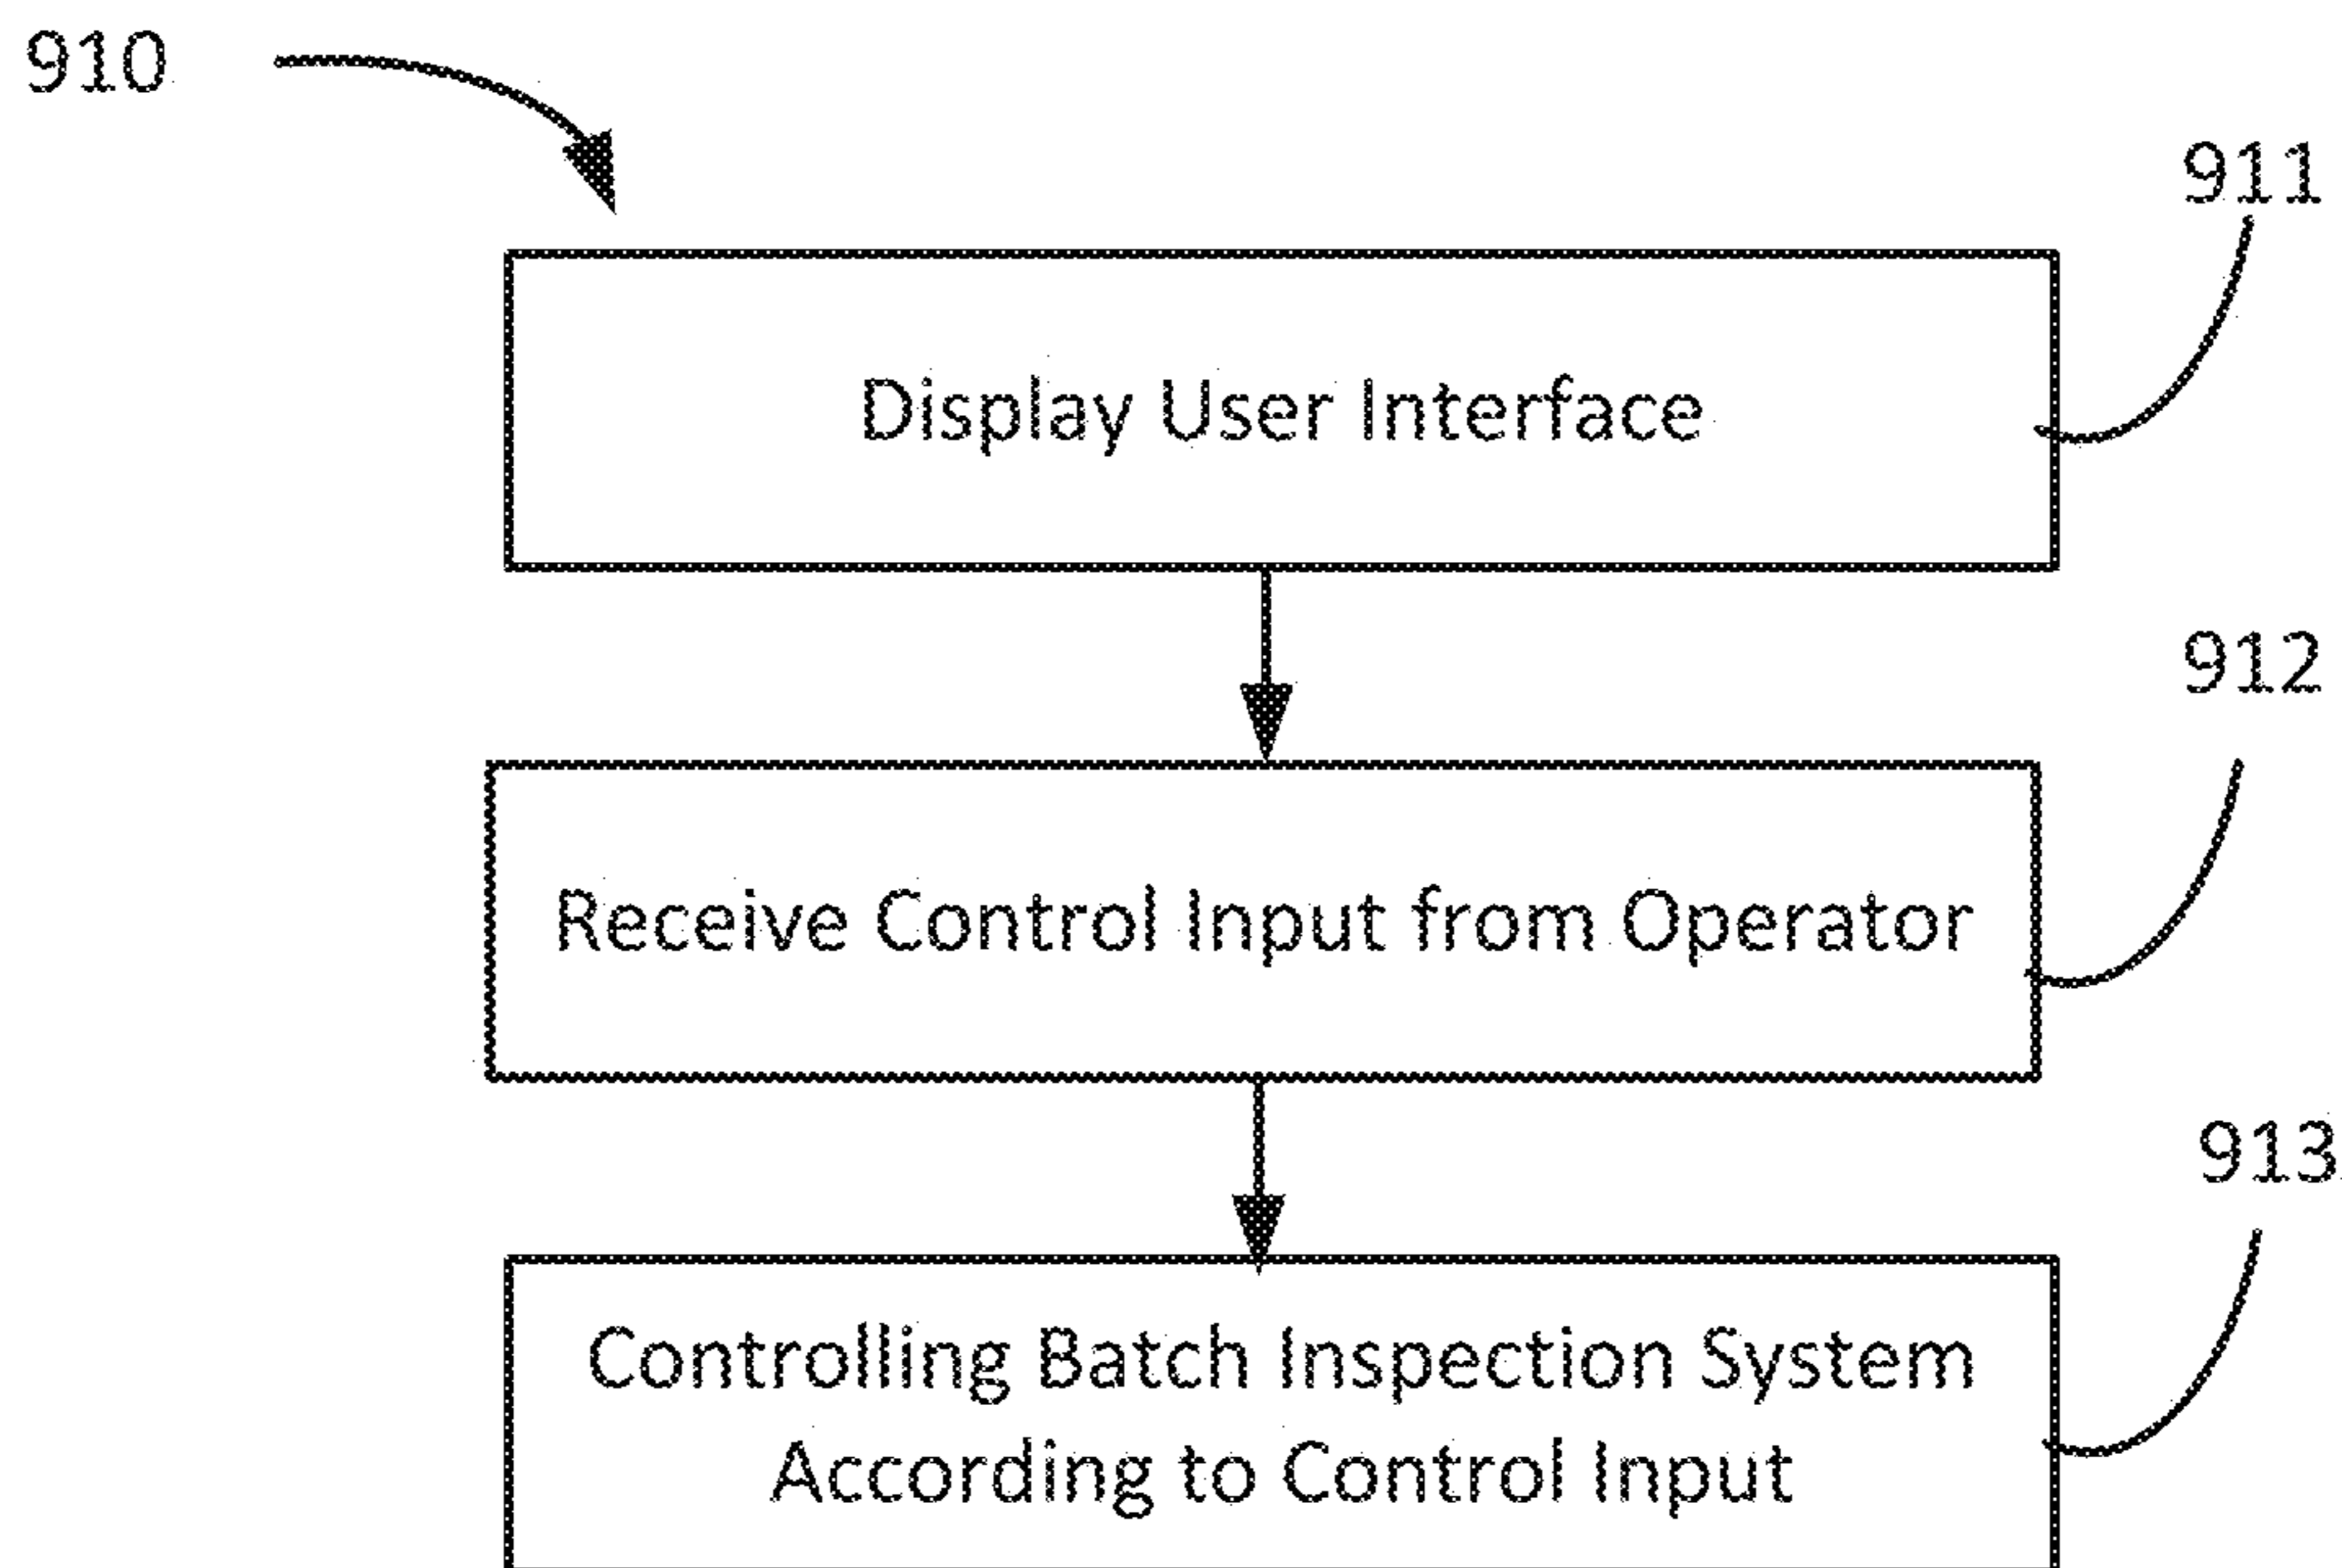 910
911
Display User Interface
912
Receive Control Input from Operator
913
Controlling Batch Inspection System
According to Control Input